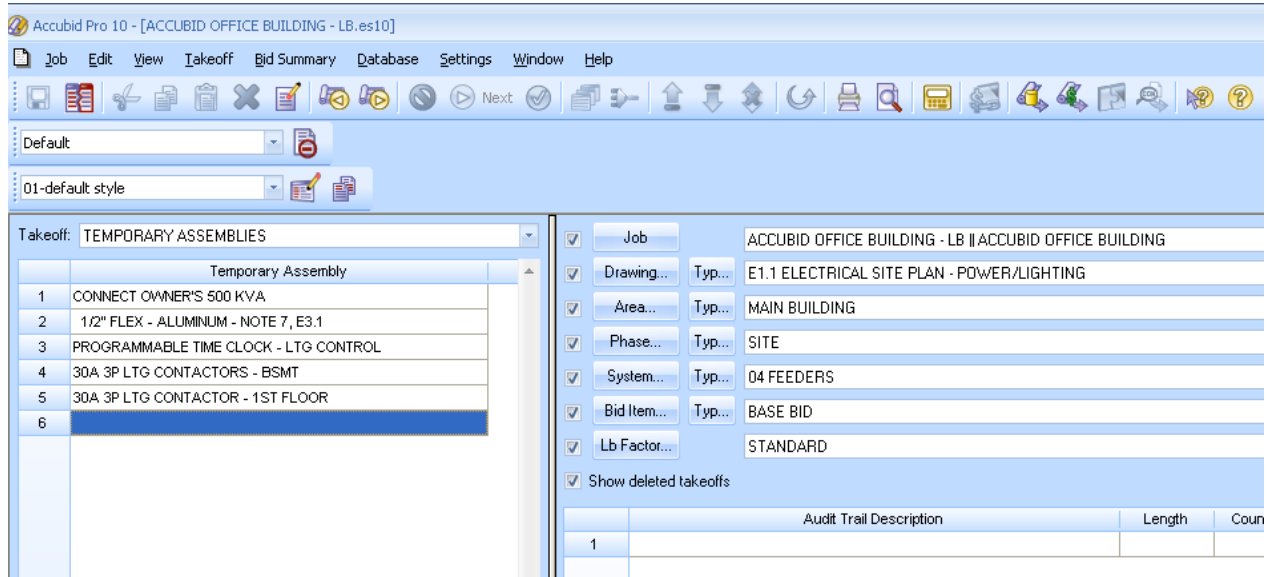 Accubid Pro 10 - [ACCUBID OFFICE BUILDING - LB.es10]
Job Edit View Takeoff Bid Summary Database Settings Window Help
Next
Default
01-default style
Takeoff: TEMPORARY ASSEMBLIES
Temporary Assembly
1 CONNECT OWNER'S 500 KVA
2 1/2" FLEX - ALUMINUM - NOTE 7, E3.1
3 PROGRAMMABLE TIME CLOCK - LTG CONTROL
4 30A 3P LTG CONTACTORS - BSMT
5 30A 3P LTG CONTACTOR - 1ST FLOOR
6
Job ACCUBID OFFICE BUILDING - LB || ACCUBID OFFICE BUILDING
Drawing... Typ... E1.1 ELECTRICAL SITE PLAN - POWER/LIGHTING
Area... Typ... MAIN BUILDING
Phase... Typ... SITE
System... Typ... 04 FEEDERS
Bid Item... Typ... BASE BID
Lb Factor... STANDARD
Show deleted takeoffs
Audit Trail Description Length Coun
1